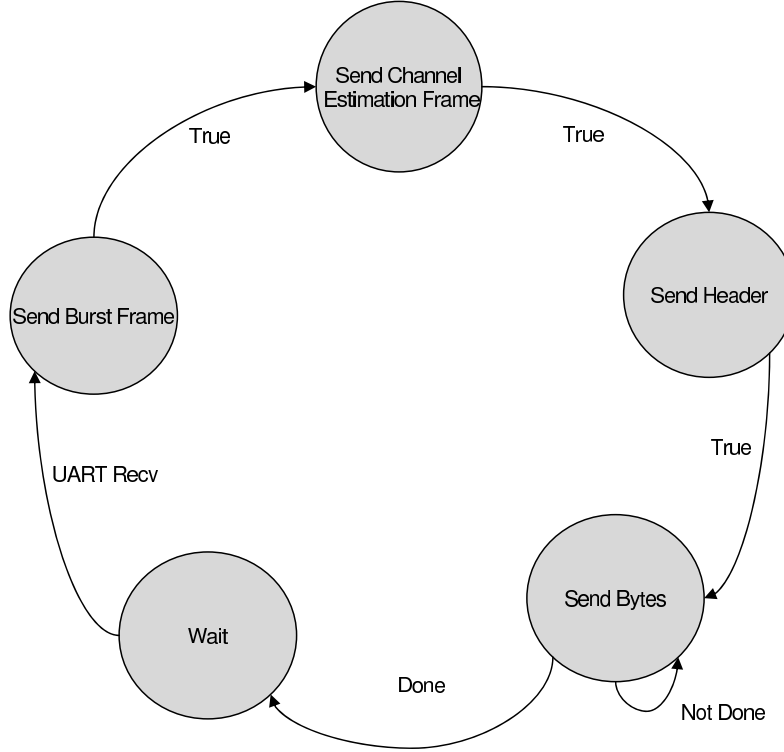 Send Channel
Estimation Frame
True
True
Send Header
Send Burst Frame
True
UART Recv
Send Bytes
Wait
Done
Not Done